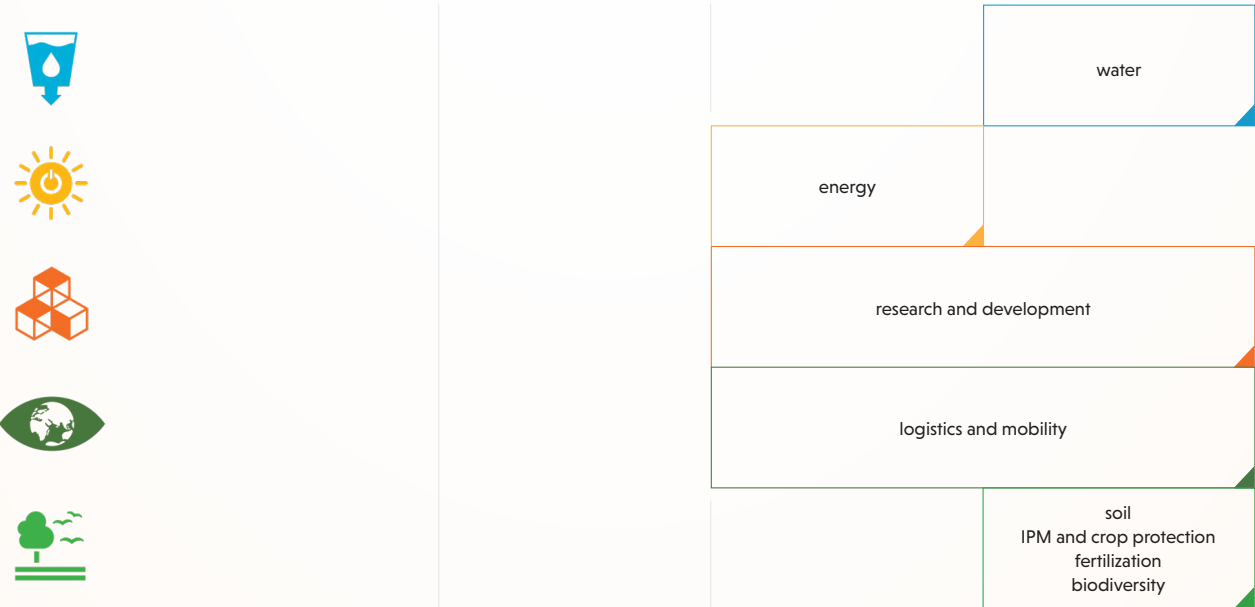 water
energy
research and development
logistics and mobility
soil
IPM and crop protection
fertilization
biodiversity